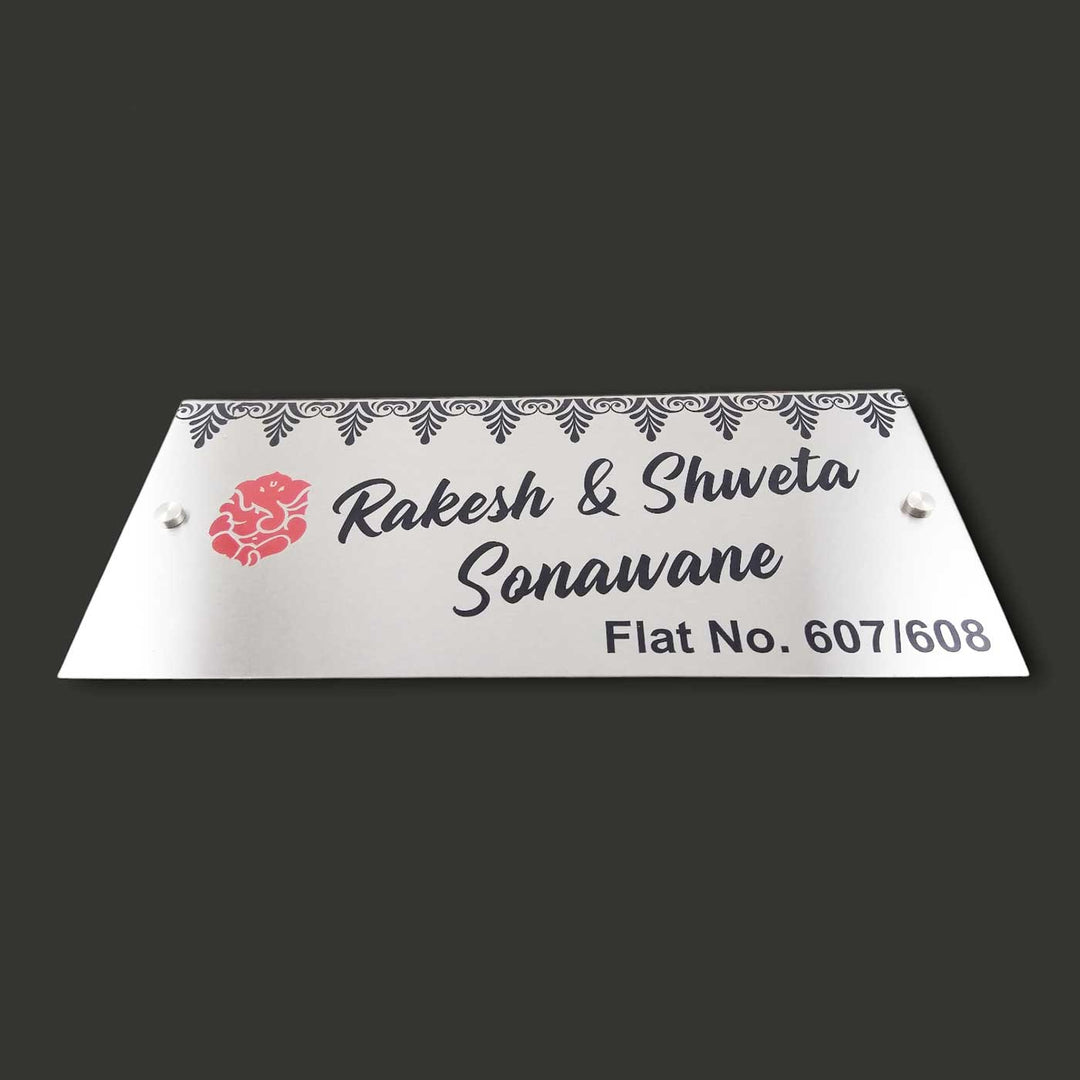 Rakesh & Shweta
Sonawane
Flat No. 607/608